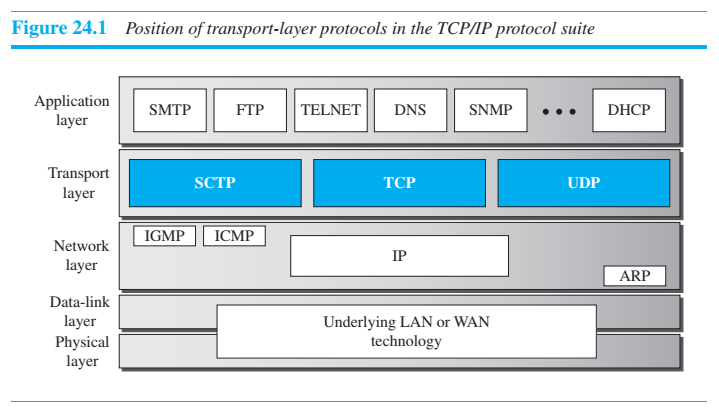 Figure 24.1 Position of transport-layer protocols in the TCP/IP protocol suite
Application
layer
SMTP FTP TELNET DNS SNMP ••• DHCP
Transport
layer
SCTP TCP UDP
Network
layer
IGMP ICMP
IP
ARP
Data-link
layer
Physical
layer
Underlying LAN or WAN
technology